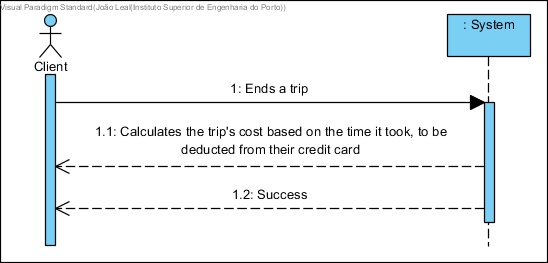 Visual Paradigm Standard(João Leal(Instituto Superior de Engenharia do Porto))
: System
Client
1: Ends a trip
1.1: Calculates the trip's cost based on the time it took, to be
deducted from their credit card
1.2: Success